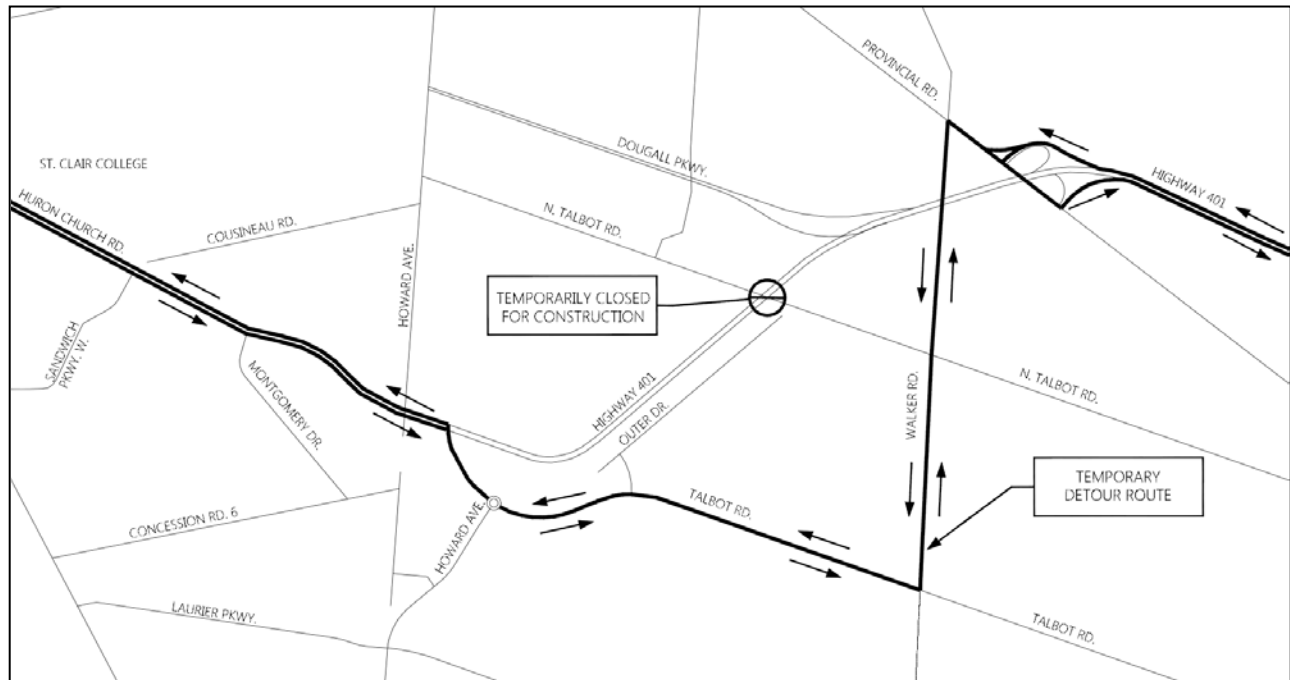 PROVINCIAL RD.
DOUGALL PKWY.
ST. CLAIR COLLEGE
HIGHWAY 401
HURON CHURCH RD.
COUSINEAU RD.
N. TALBOT RD.
HOWARD AVE.
TEMPORARILY CLOSED
FOR CONSTRUCTION
SANDWICH
PKWY. W.
MONTGOMERY DR.
HIGHWAY 401
OUTER DR.
WALKER RD.
N. TALBOT RD.
TEMPORARY
DETOUR ROUTE
TALBOT RD.
CONCESSION RD. 6
HOWARD AVE.
LAURIER PKWY.
TALBOT RD.